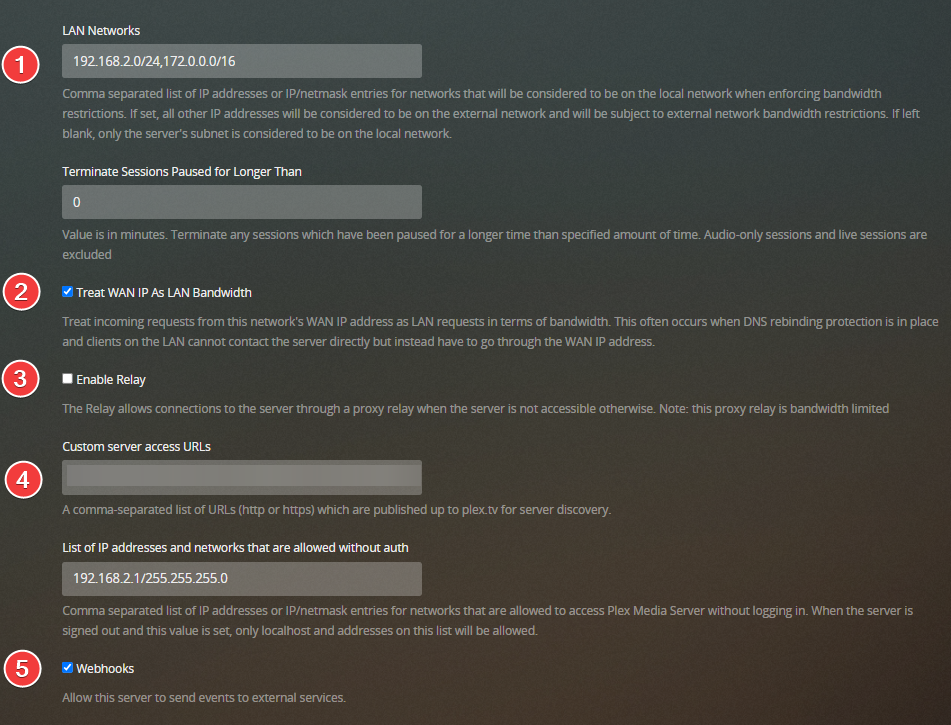 LAN Networks
1
192.168.2.0/24,172.0.0.0/16
Comma separated list of IP addresses or IP/netmask entries for networks that will be considered to be on the local network when enforcing bandwidth
restrictions. If set, all other IP addresses will be considered to be on the external network and will be subject to external network bandwidth restrictions. If left
blank, only the server's subnet is considered to be on the local network.
Terminate Sessions Paused for Longer Than
0
Value is in minutes. Terminate any sessions which have been paused for a longer time than specified amount of time. Audio-only sessions and live sessions are
excluded
2
Treat WAN IP As LAN Bandwidth
Treat incoming requests from this network's WAN IP address as LAN requests in terms of bandwidth. This often occurs when DNS rebinding protection is in place
and clients on the LAN cannot contact the server directly but instead have to go through the WAN IP address.
3
Enable Relay
The Relay allows connections to the server through a proxy relay when the server is not accessible otherwise. Note: this proxy relay is bandwidth limited
Custom server access URLs
4
A comma-separated list of URLs (http or https) which are published up to plex.tv for server discovery.
List of IP addresses and networks that are allowed without auth
192.168.2.1/255.255.255.0
Comma separated list of IP addresses or IP/netmask entries for networks that are allowed to access Plex Media Server without logging in. When the server is
signed out and this value is set, only localhost and addresses on this list will be allowed.
5
Webhooks
Allow this server to send events to external services.